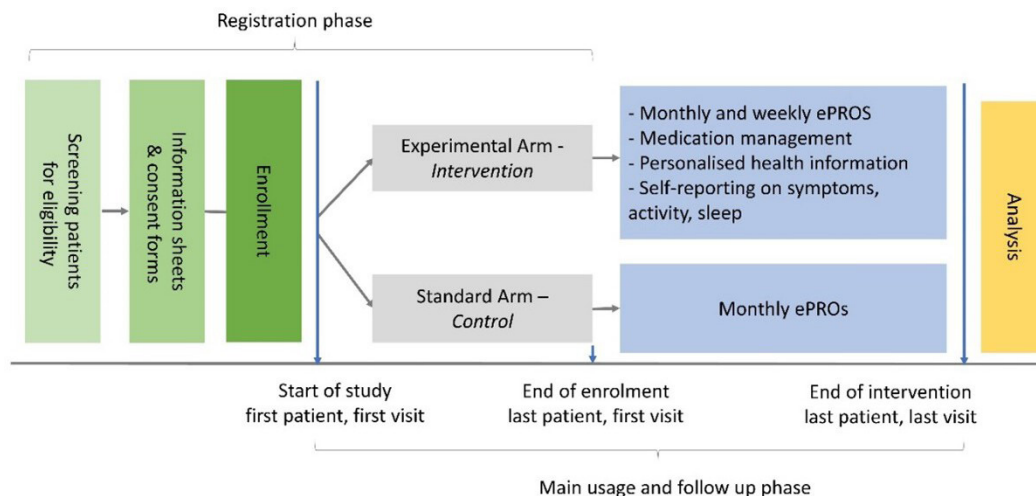 Registration phase
Screening patients
for eligibility
Information sheets
& consent forms
Enrollment
Experimental Arm -
Intervention
- Monthly and weekly ePROS
- Medication management
- Personalised health information
- Self-reporting on symptoms,
activity, sleep
Standard Arm –
Control
Monthly ePROs
Analysis
Start of study
first patient, first visit
End of enrolment
last patient, first visit
End of intervention
last patient, last visit
Main usage and follow up phase